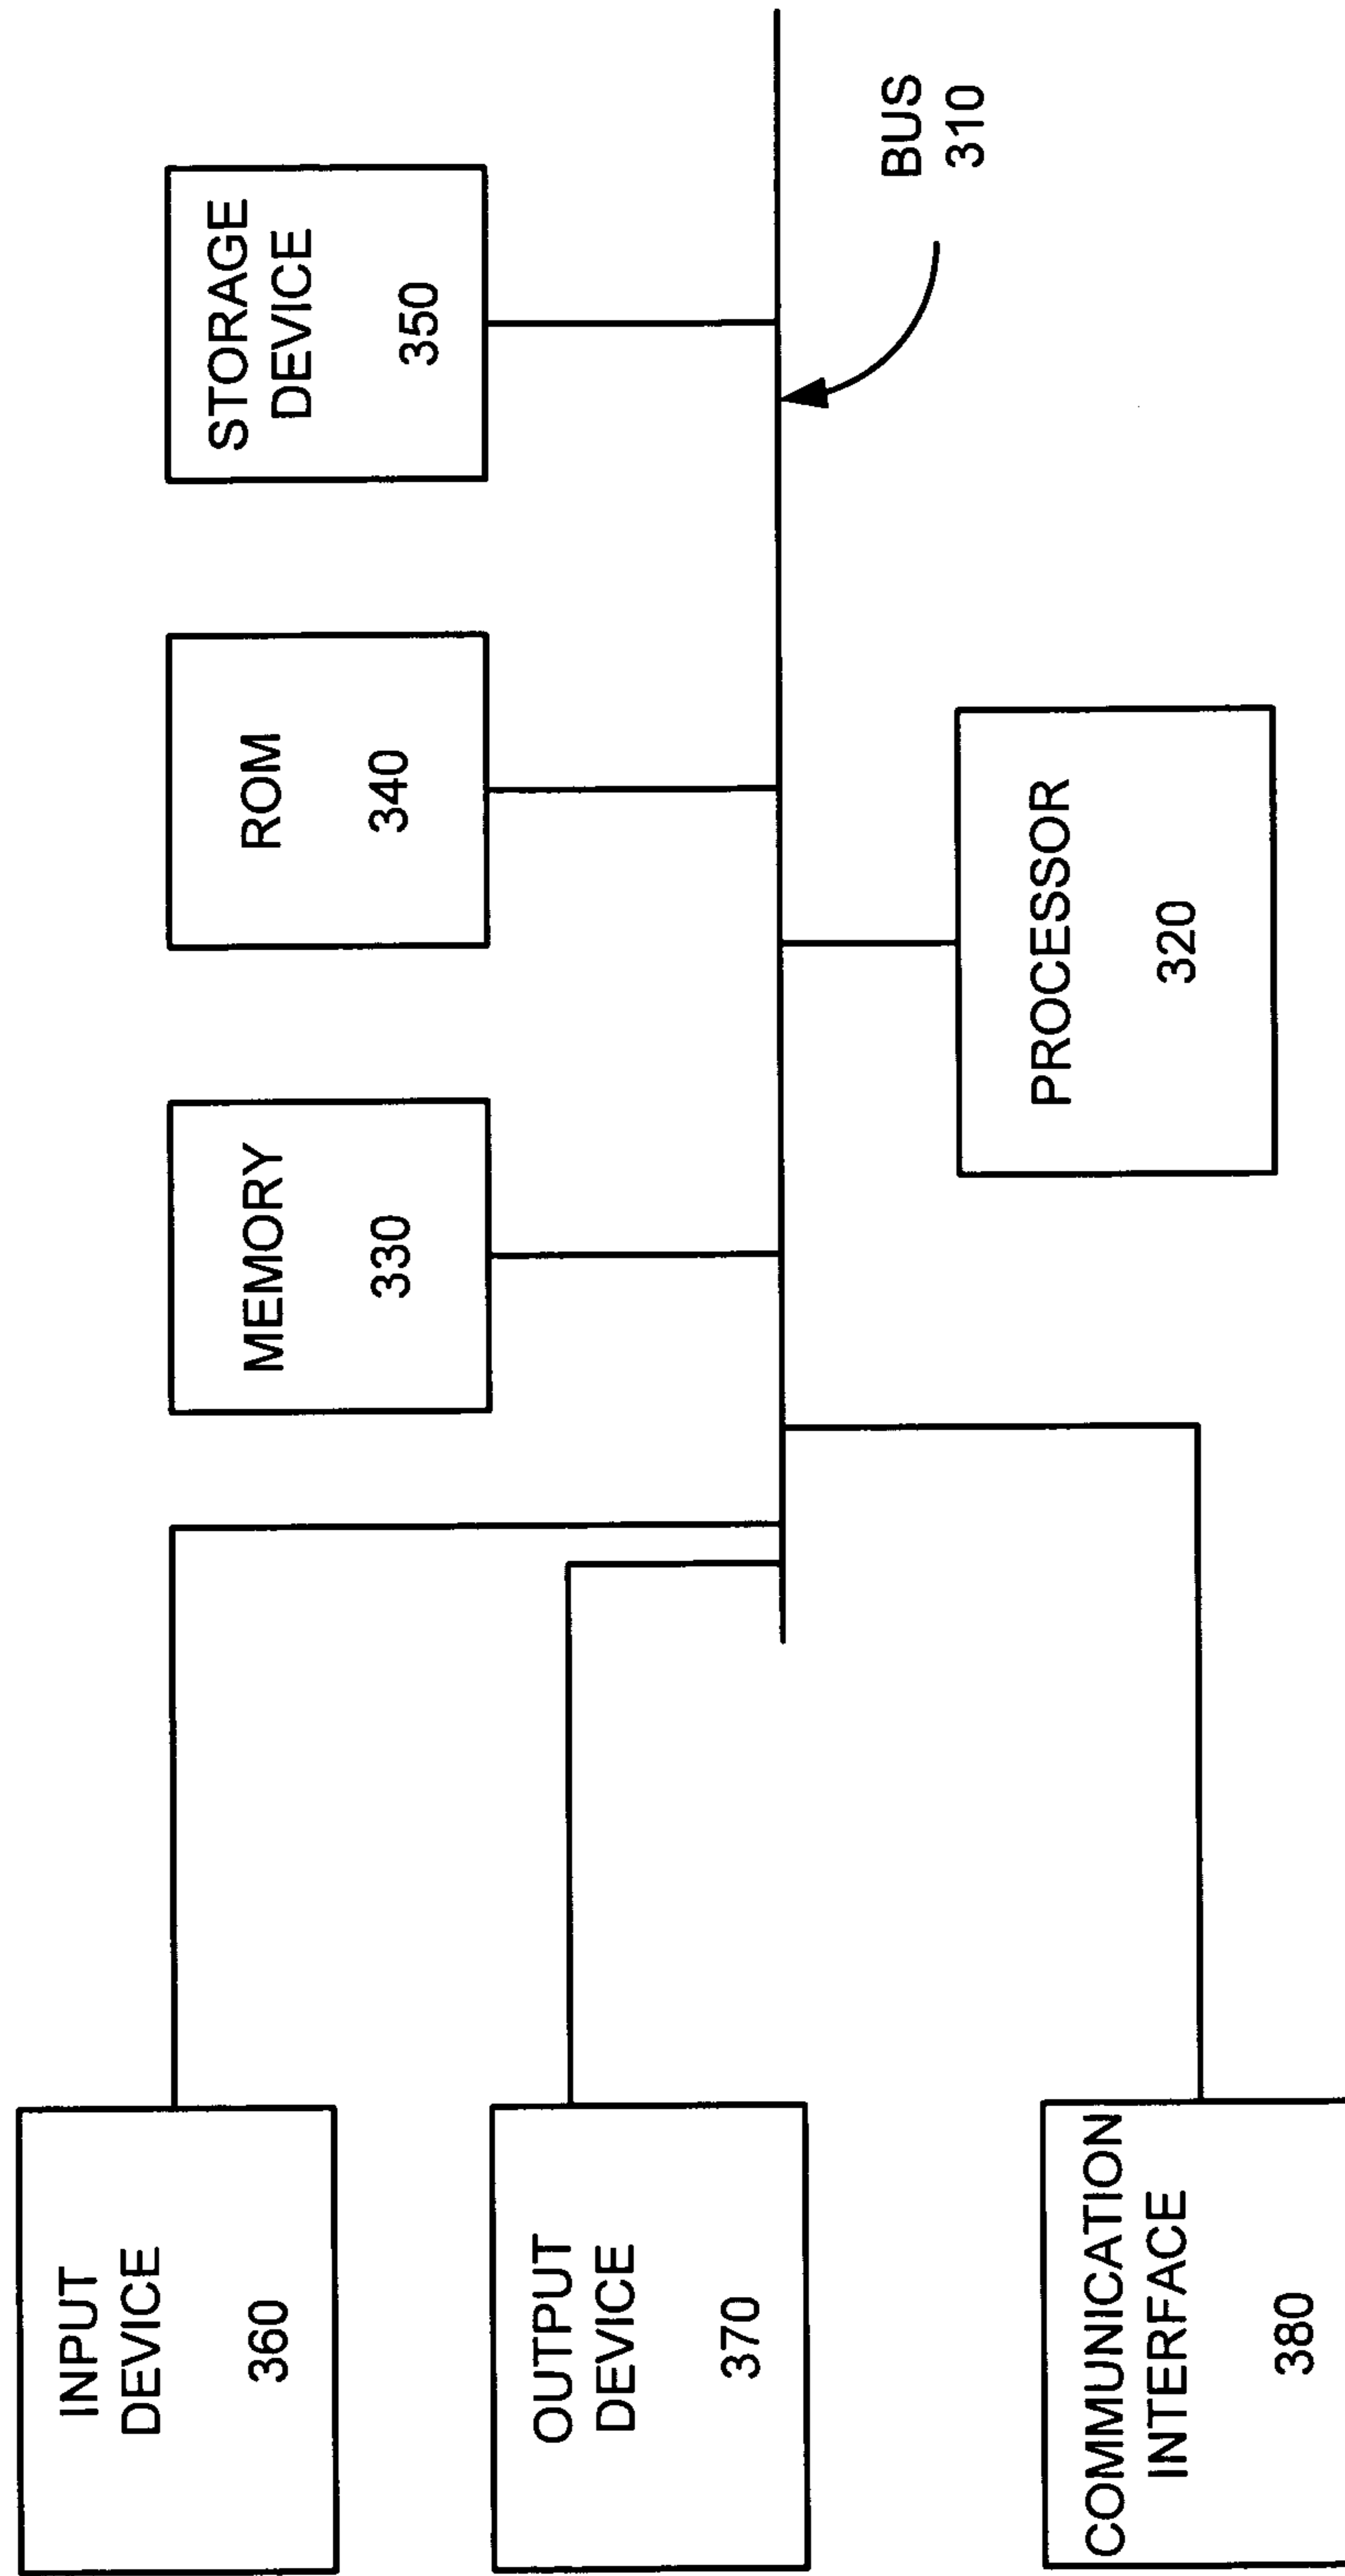 INPUT
DEVICE
360
OUTPUT
DEVICE
370
COMMUNICATION
INTERFACE
380
MEMORY
330
ROM
340
STORAGE
DEVICE
350
PROCESSOR
320
BUS
310